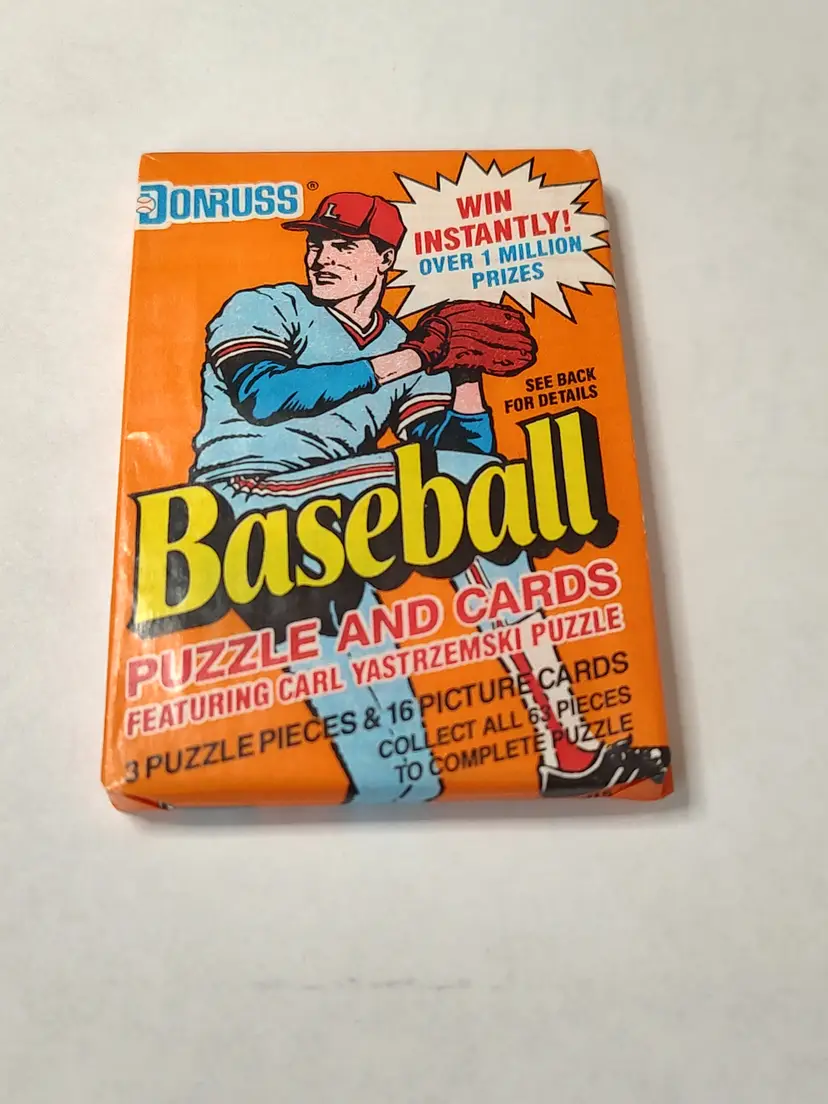 DONRUSS®
L
WIN
INSTANTLY!
OVER 1 MILLION
PRIZES
SEE BACK
FOR DETAILS
Baseball
PUZZLE AND CARDS
FEATURING CARL YASTRZEMSKI PUZZLE
3 PUZZLE PIECES & 16 PICTURE CARDS
COLLECT ALL 63 PIECES
TO COMPLETE PUZZLE